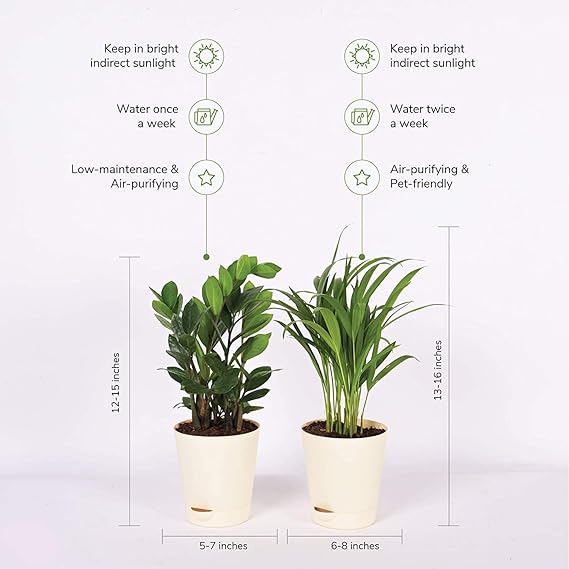 Keep in bright
indirect sunlight
Water once
a week
Low-maintenance &
Air-purifying
Keep in bright
indirect sunlight
Water twice
a week
Air-purifying &
Pet-friendly
12-15 inches
13-16 inches
5-7 inches
6-8 inches